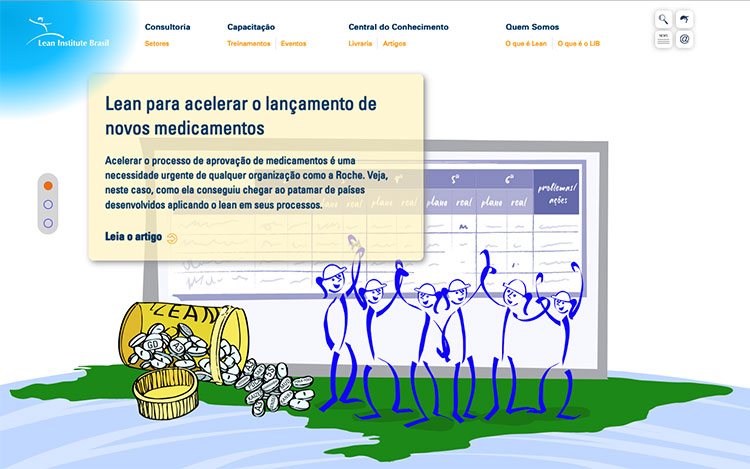 Lean Institute Brasil
Consultoria
Setores
Capacitação
Treinamentos
Eventos
Central do Conhecimento
Livraria
Artigos
Quem Somos
O que é Lean
O que é o LIB
NEWS
@
Lean para acelerar o lançamento de
novos medicamentos
Acelerar o processo de aprovação de medicamentos é uma
necessidade urgente de qualquer organização como a Roche. Veja,
neste caso, como ela conseguiu chegar ao patamar de países
desenvolvidos aplicando o lean em seus processos.
Leia o artigo
4º 5º 6º
plano real plano real plano real
problemas/
ações
LEAN